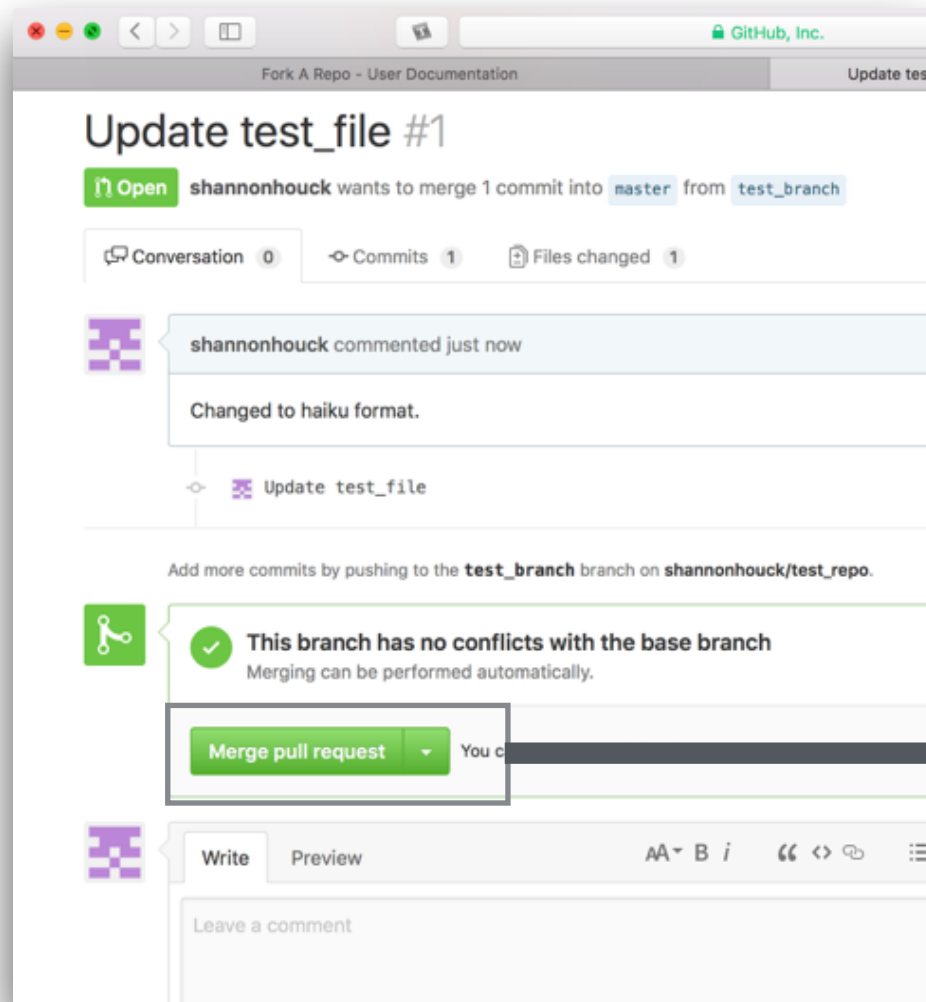 GitHub, Inc.
Fork A Repo - User Documentation
Update tes
Update test_file #1
Open shannonhouck wants to merge 1 commit into master from test_branch
Conversation 0 Commits 1 Files changed 1
shannonhouck commented just now
Changed to haiku format.
Update test_file
Add more commits by pushing to the test_branch branch on shannonhouck/test_repo.
This branch has no conflicts with the base branch
Merging can be performed automatically.
Merge pull request You c
Write Preview AA B i “ <>
Leave a comment